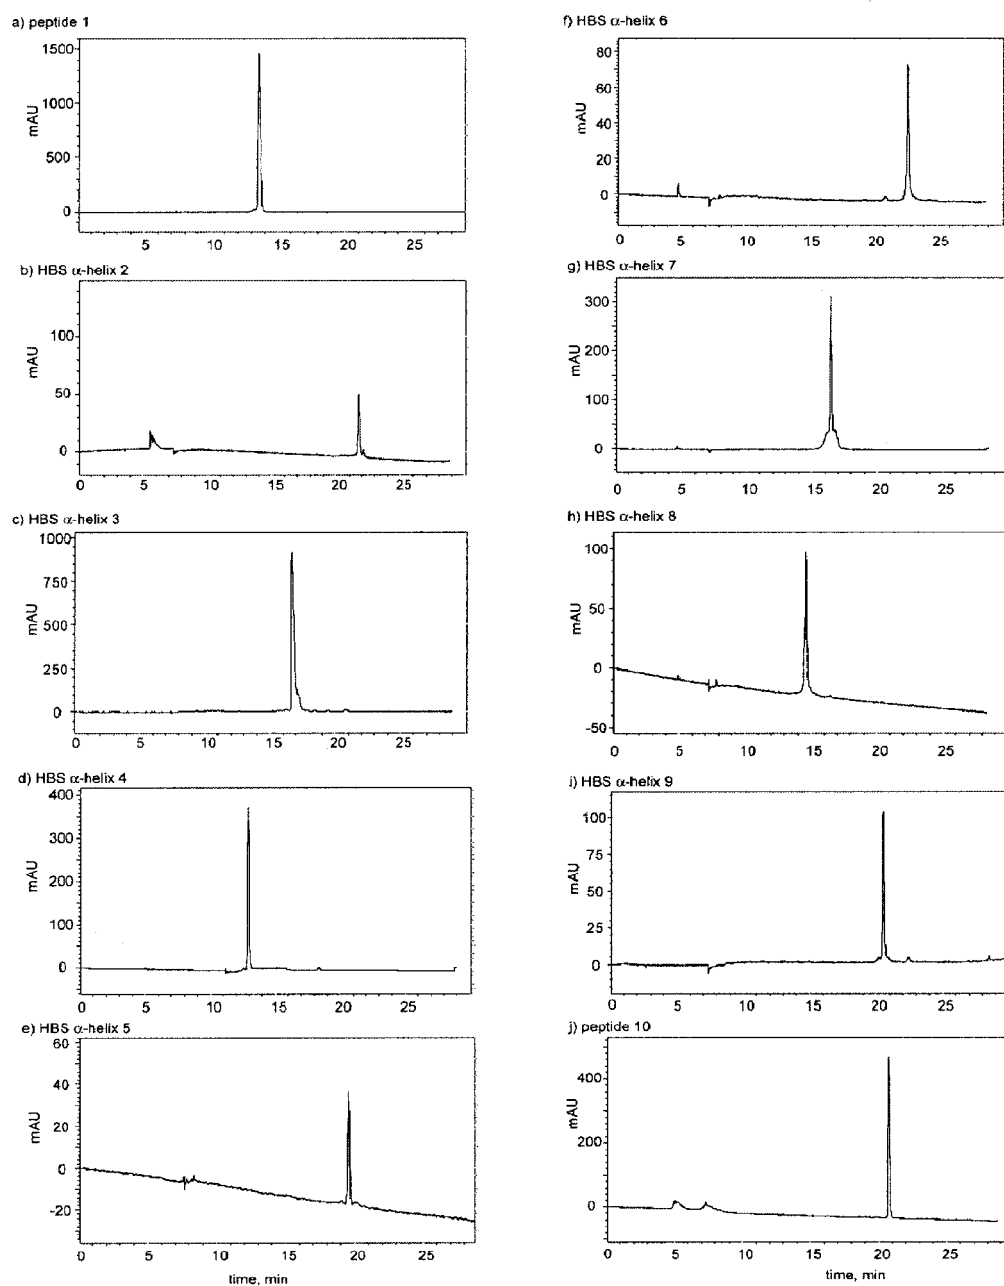 a) peptide 1
1500
1000
500
0
mAU
5 10 15 20 25
b) HBS α-helix 2
100
50
0
mAU
0 5 10 15 20 25
c) HBS α-helix 3
1000
750
500
250
0
mAU
0 5 10 15 20 25
d) HBS α-helix 4
400
300
200
100
0
mAU
0 5 10 15 20 25
e) HBS α-helix 5
60
40
20
0
-20
mAU
0 5 10 15 20 25
time, min
f) HBS α-helix 6
80
60
40
20
0
mAU
0 5 10 15 20 25
g) HBS α-helix 7
300
200
100
0
mAU
0 5 10 15 20 25
h) HBS α-helix 8
100
50
0
-50
mAU
0 5 10 15 20 25
i) HBS α-helix 9
100
75
50
25
0
mAU
0 5 10 15 20 25
j) peptide 10
400
200
0
mAU
0 5 10 15 20 25
time, min